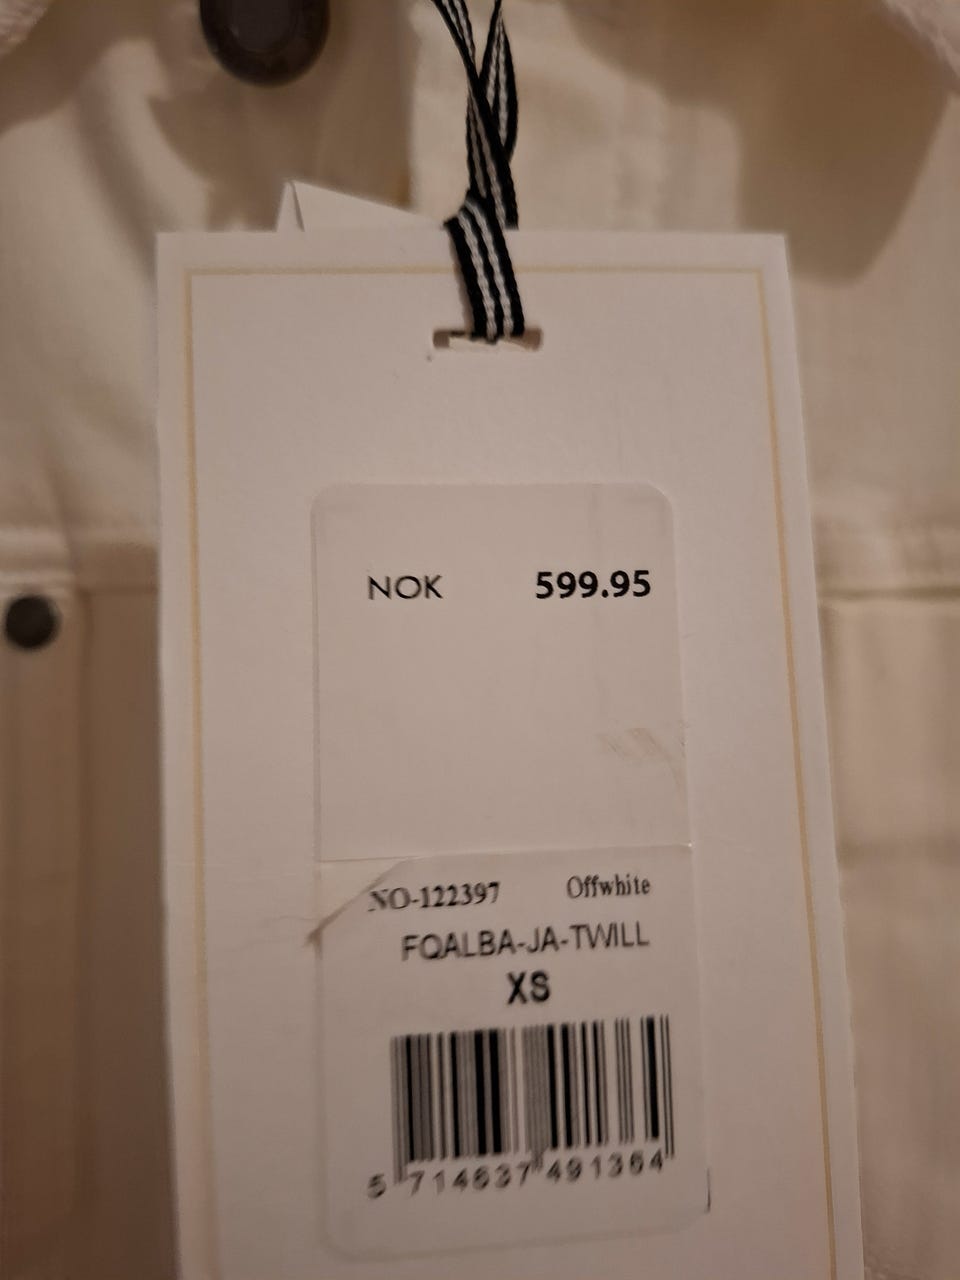 NOK 599.95
NO-122397 Offwhite
FQALBA-JA-TWILL
XS
5 714637 491364